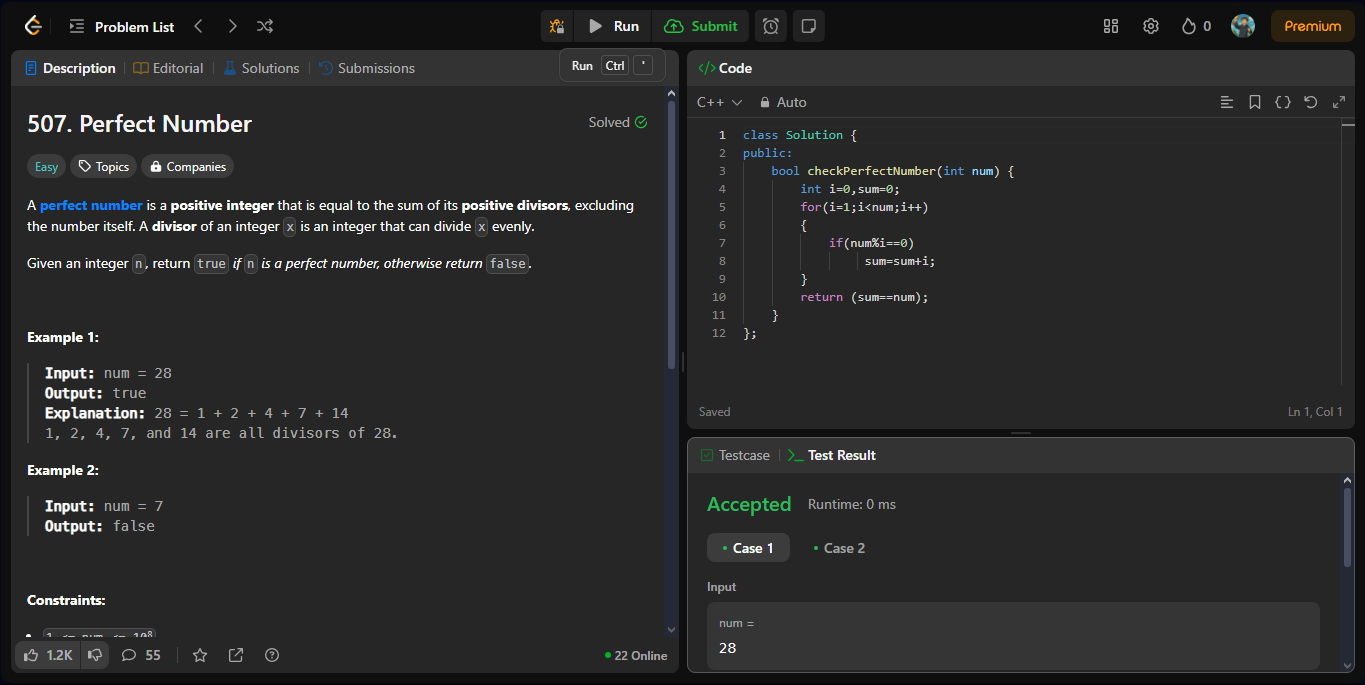 Problem List
Run
Submit
0
Premium
Description
Editorial
Solutions
Submissions
Run Ctrl '
507. Perfect Number
Solved
Easy
Topics
Companies
A perfect number is a positive integer that is equal to the sum of its positive divisors, excluding
the number itself. A divisor of an integer x is an integer that can divide x evenly.
Given an integer n, return true if n is a perfect number, otherwise return false.
Example 1:
Input: num = 28
Output: true
Explanation: 28 = 1 + 2 + 4 + 7 + 14
1, 2, 4, 7, and 14 are all divisors of 28.
Example 2:
Input: num = 7
Output: false
Constraints:
1 <= num <= 10⁸
1.2K
55
22 Online
</> Code
C++
Auto
1 class Solution {
2 public:
3 bool checkPerfectNumber(int num) {
4 int i=0,sum=0;
5 for(i=1;i<num;i++)
6 {
7 if(num%i==0)
8 sum=sum+i;
9 }
10 return (sum==num);
11 }
12 };
Saved
Ln 1, Col 1
Testcase
>_ Test Result
Accepted
Runtime: 0 ms
• Case 1
• Case 2
Input
num =
28